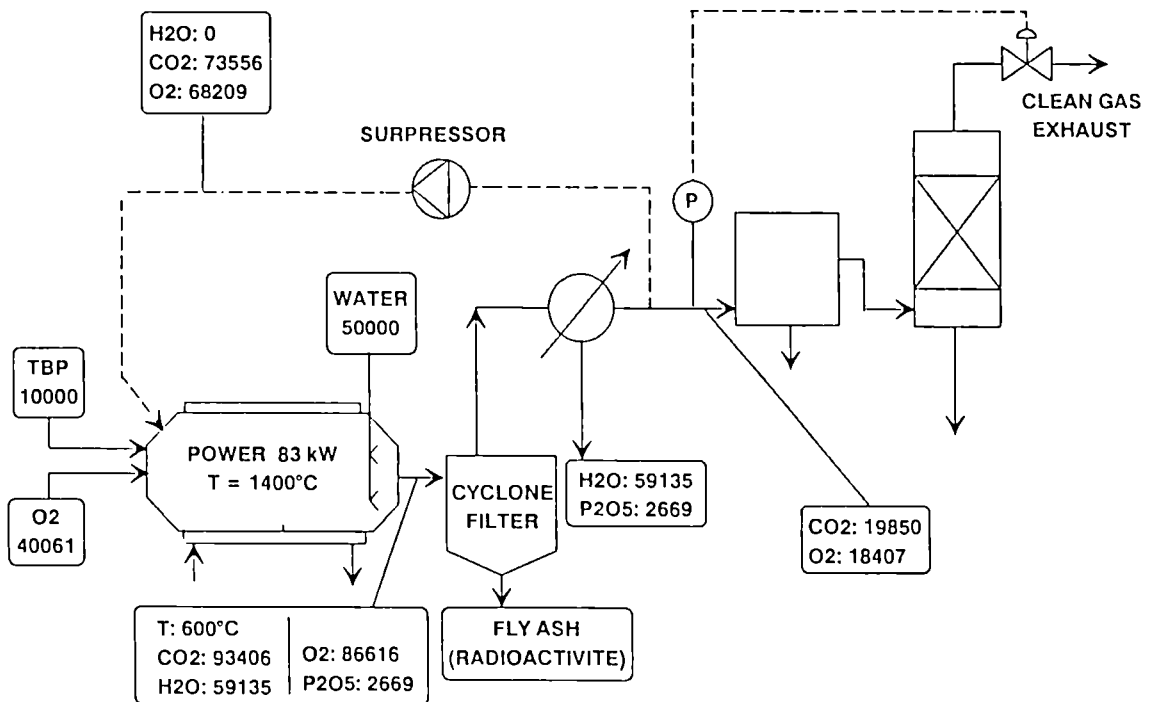 H2O: 0
CO2: 73556
O2: 68209
SURPRESSOR
CLEAN GAS
EXHAUST
P
WATER
50000
TBP
10000
POWER 83 kW
T = 1400°C
O2
40061
CYCLONE
FILTER
H2O: 59135
P2O5: 2669
CO2: 19850
O2: 18407
T: 600°C
CO2: 93406
H2O: 59135
O2: 86616
P2O5: 2669
FLY ASH
(RADIOACTIVITE)